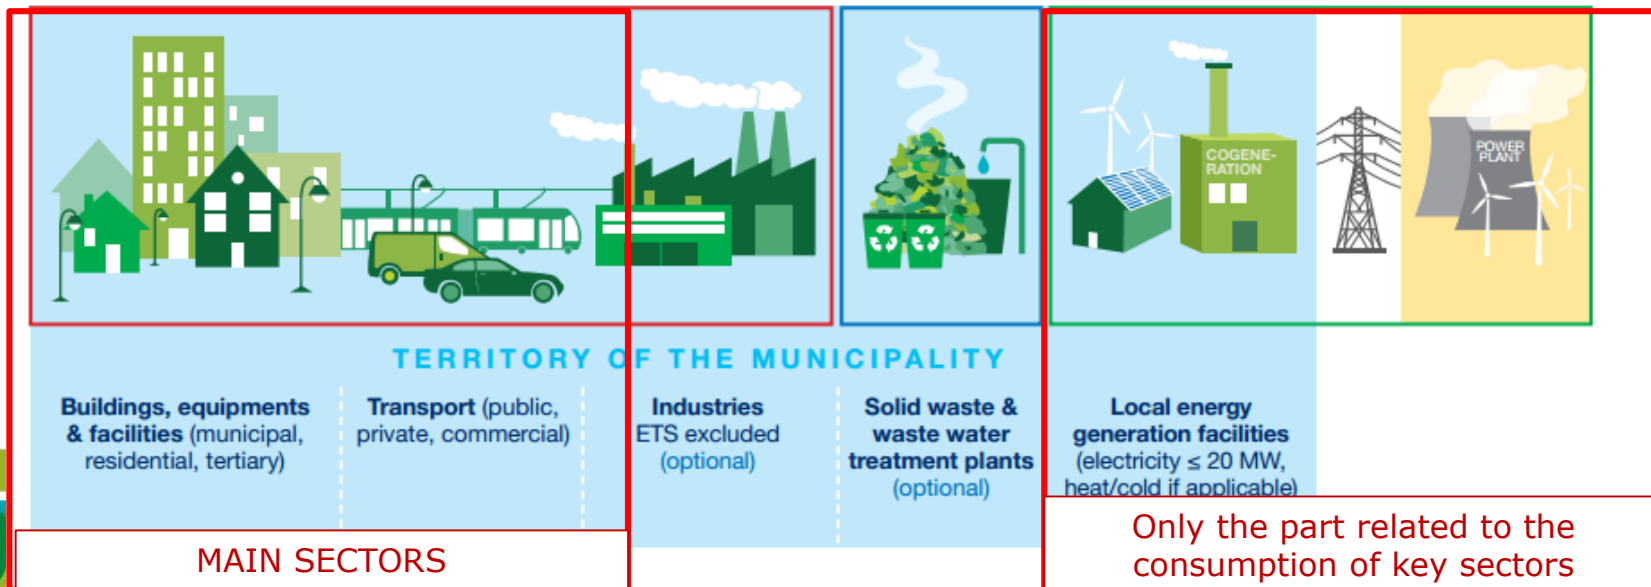 COGENE-
RATION
POWER
PLANT
TERRITORY OF THE MUNICIPALITY
Buildings, equipments
& facilities (municipal,
residential, tertiary)
Transport (public,
private, commercial)
Industries
ETS excluded
(optional)
Solid waste &
waste water
treatment plants
(optional)
Local energy
generation facilities
(electricity ≤ 20 MW,
heat/cold if applicable)
MAIN SECTORS
Only the part related to the
consumption of key sectors